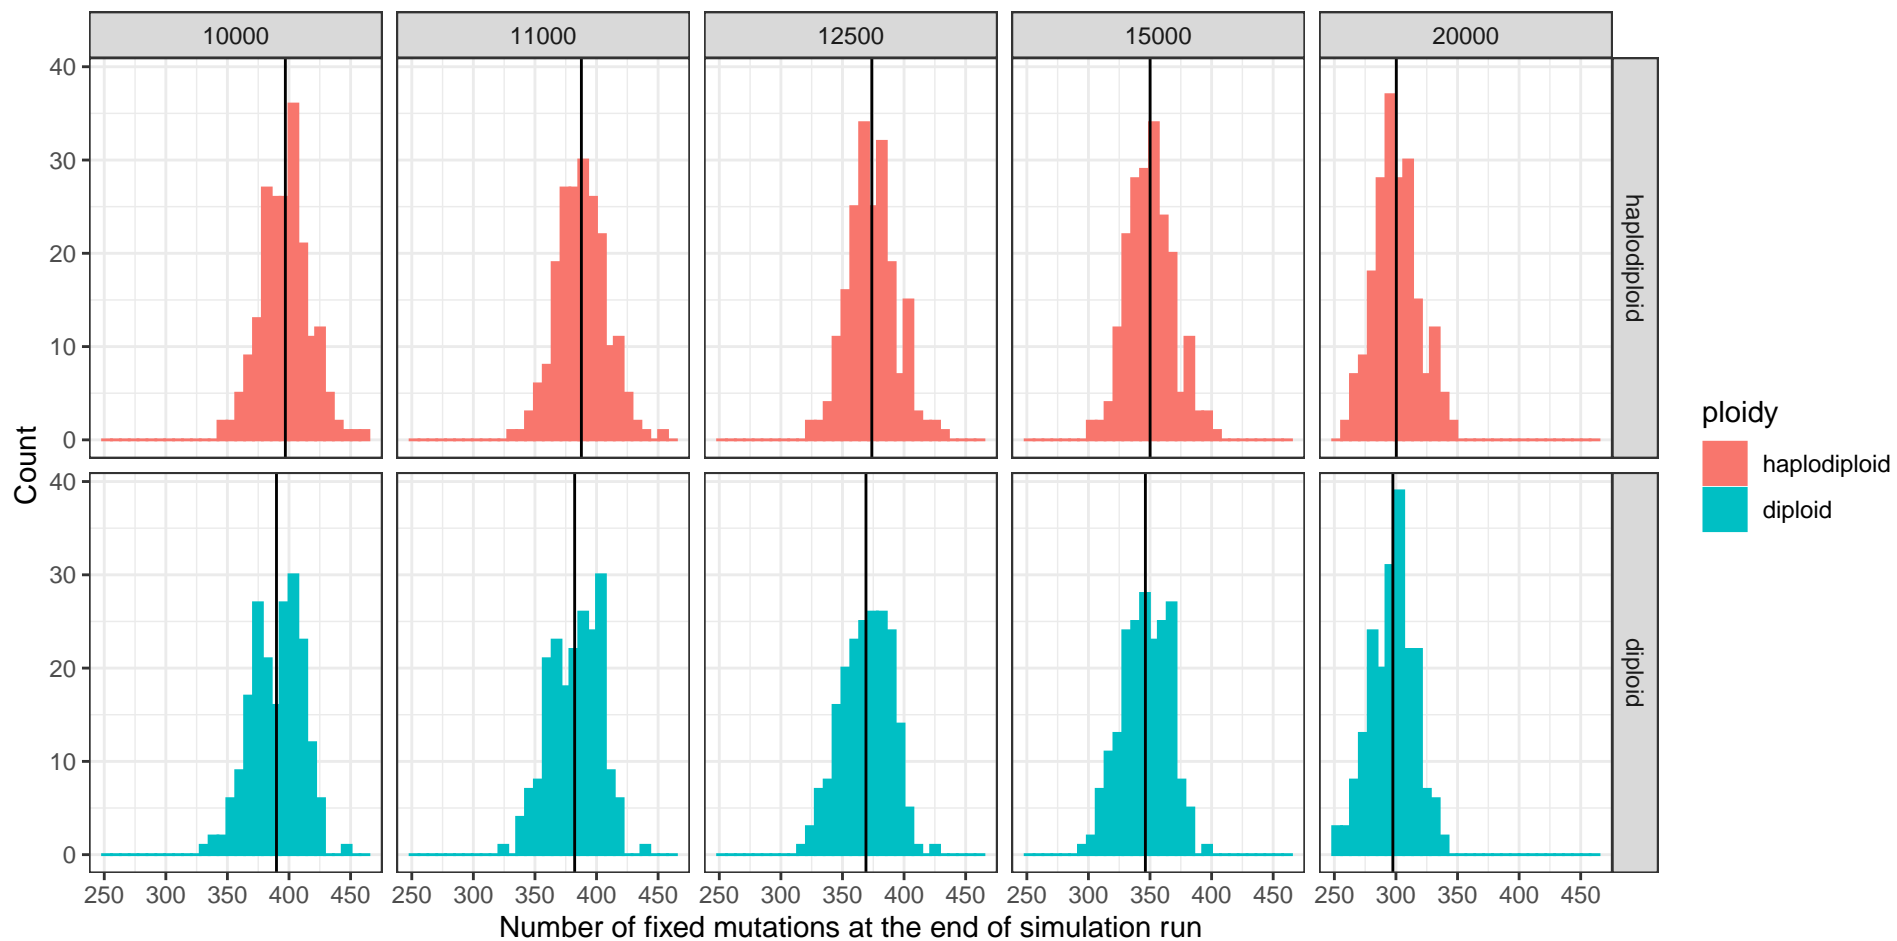 10000 11000 12500 15000 20000
40
30
20
10
0
haplodiploid
Count
40
30
20
10
0
diploid
250 300 350 400 450 250 300 350 400 450 250 300 350 400 450 250 300 350 400 450 250 300 350 400 450
Number of fixed mutations at the end of simulation run
ploidy
haplodiploid
diploid